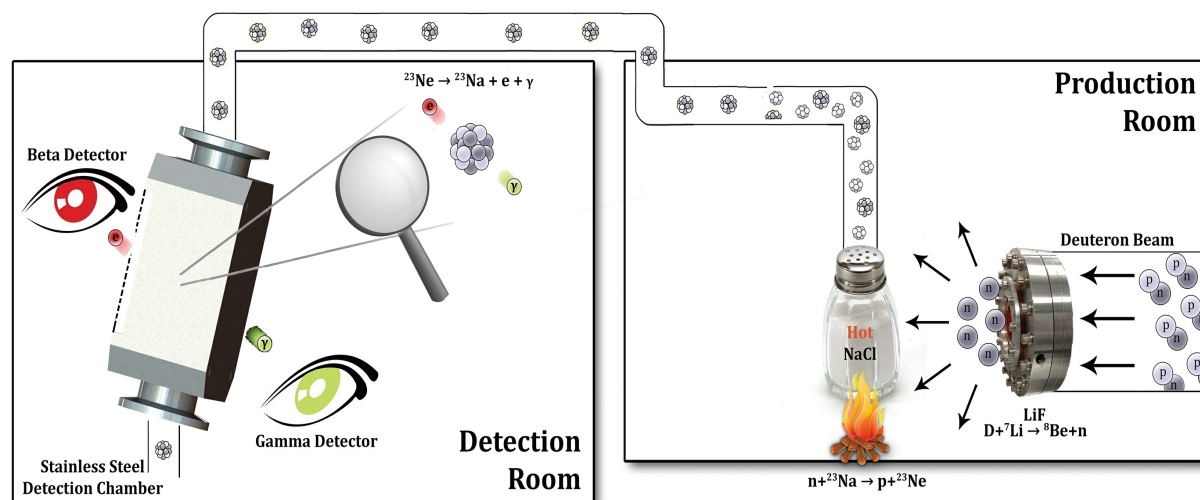 ²³Ne → ²³Na + e + γ
e
γ
Beta Detector
e
γ
Gamma Detector
Stainless Steel
Detection Chamber
Detection
Room
Production
Room
Deuteron Beam
Hot
NaCl
n
n
n
n
n
p
n
p
n
p
n
p
n
p
p
LiF
D+⁷Li → ⁸Be+n
n+²³Na → p+²³Ne